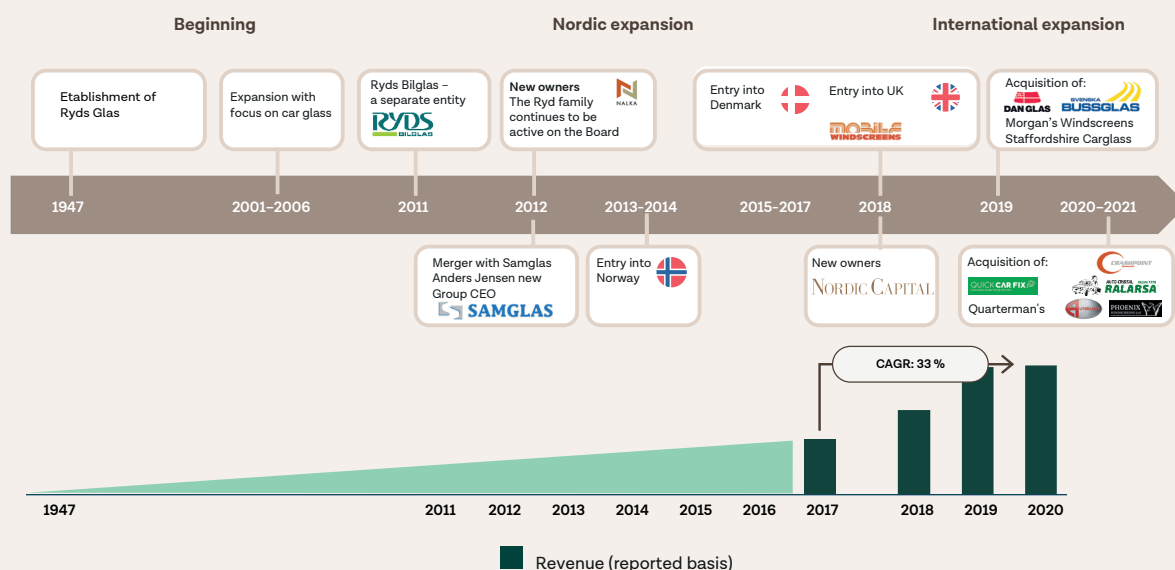 Beginning
Nordic expansion
International expansion
Etablishment of
Ryds Glas
Expansion with
focus on car glass
Ryds Bilglas –
a separate entity
RYDS
BILGLAS
New owners
The Ryd family
continues to be
active on the Board
NALKA
Entry into
Denmark
Entry into UK
MOBILE
WINDSCREENS
Acquisition of:
DAN GLAS
SVENSKA
BUSSGLAS
Morgan's Windscreens
Staffordshire Carglass
1947
2001–2006
2011
2012
2013-2014
2015-2017
2018
2019
2020–2021
Merger with Samglas
Anders Jensen new
Group CEO
SAMGLAS
Entry into
Norway
New owners
NORDIC CAPITAL
Acquisition of:
CRASHPOINT
QUICK CAR FIX
RALARSA
Quarterman's
PHOENIX
CAGR: 33 %
1947
2011
2012
2013
2014
2015
2016
2017
2018
2019
2020
Revenue (reported basis)